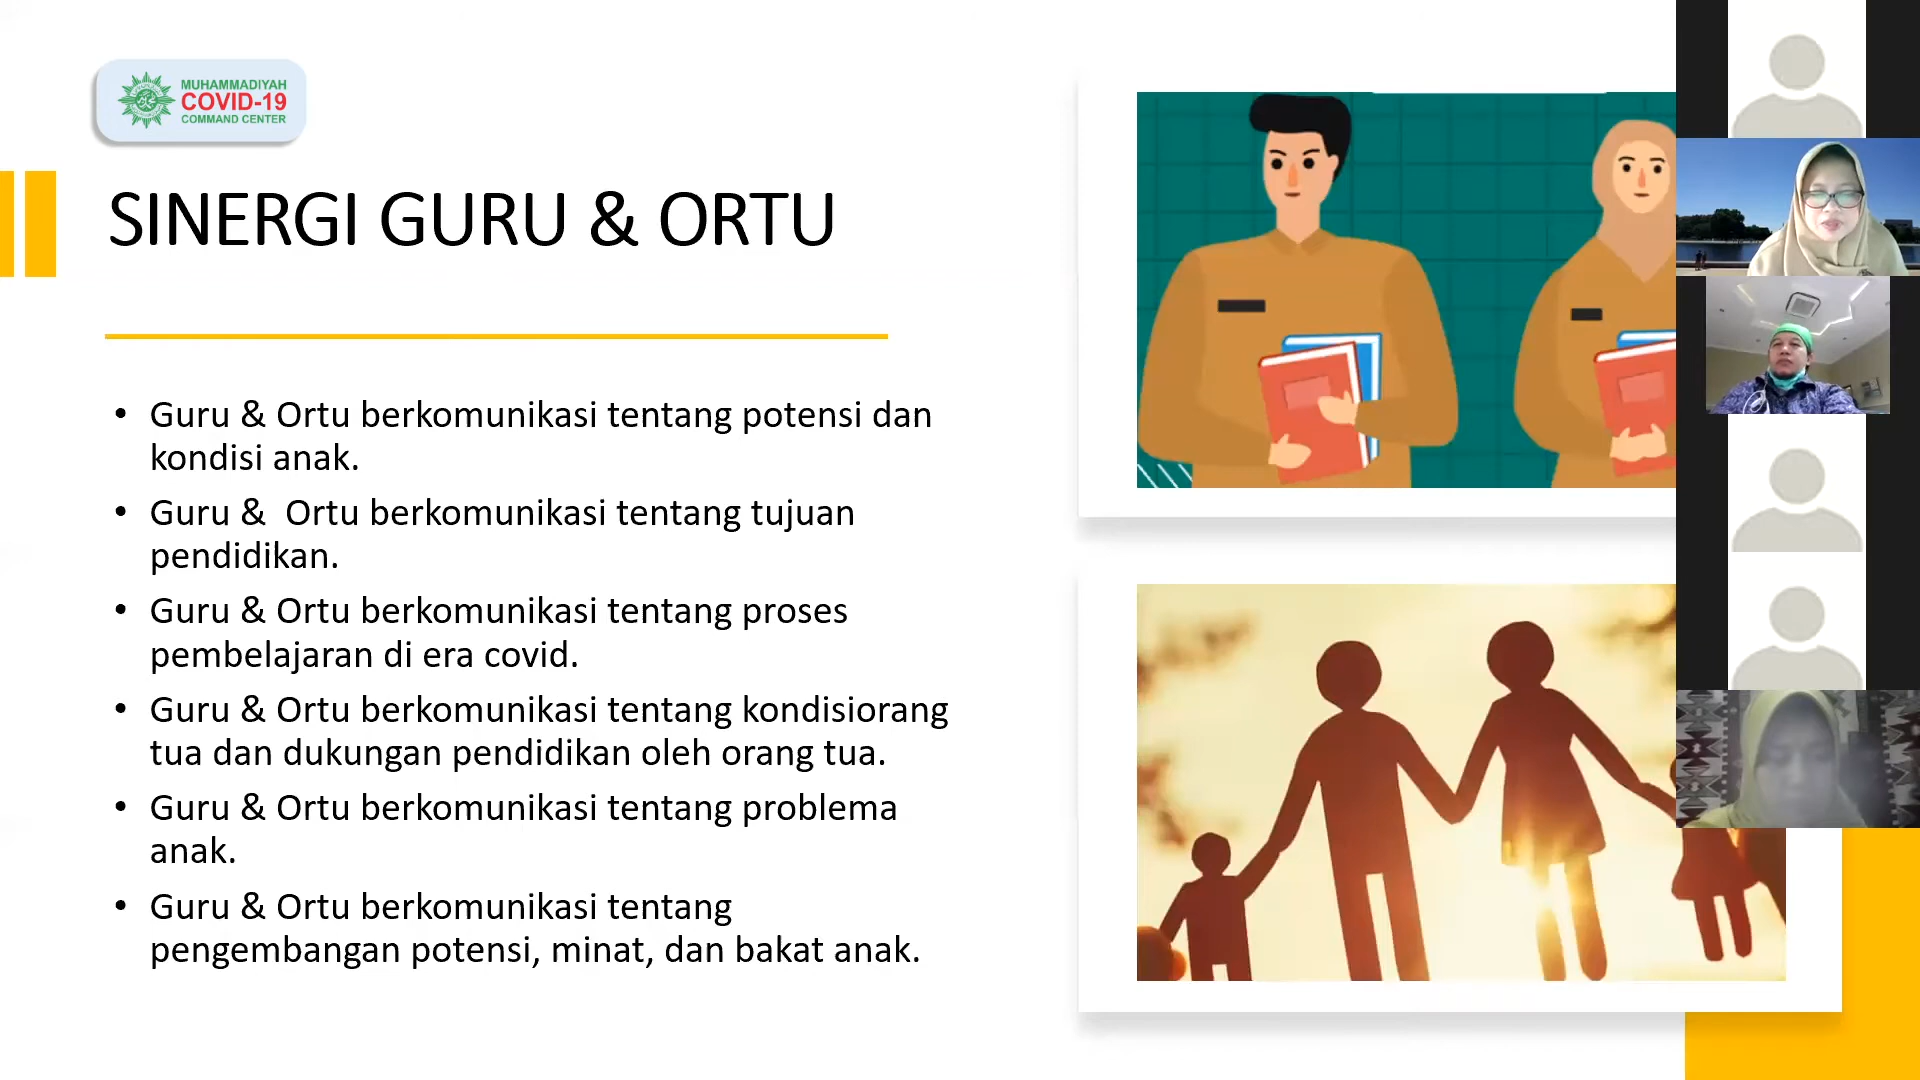 MUHAMMADIYAH
COVID-19
COMMAND CENTER
SINERGI GURU & ORTU
• Guru & Ortu berkomunikasi tentang potensi dan
kondisi anak.
• Guru &  Ortu berkomunikasi tentang tujuan
pendidikan.
• Guru & Ortu berkomunikasi tentang proses
pembelajaran di era covid.
• Guru & Ortu berkomunikasi tentang kondisiorang
tua dan dukungan pendidikan oleh orang tua.
• Guru & Ortu berkomunikasi tentang problema
anak.
• Guru & Ortu berkomunikasi tentang
pengembangan potensi, minat, dan bakat anak.